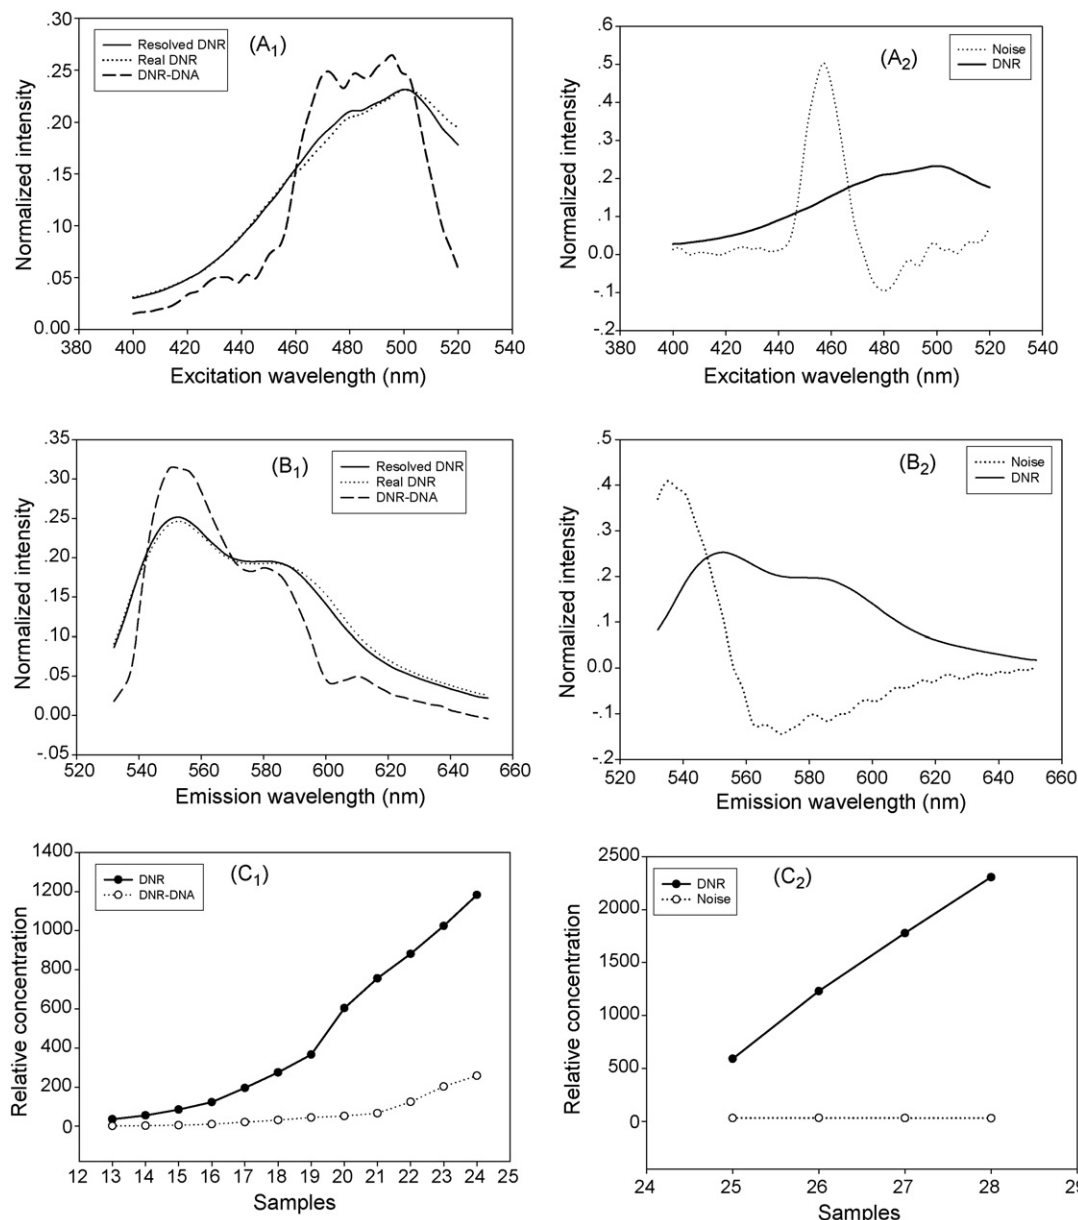 (A1)
Resolved DNR
Real DNR
DNR-DNA
Normalized intensity
.30
.25
.20
.15
.10
.05
0.00
380 400 420 440 460 480 500 520 540
Excitation wavelength (nm)
(A2)
Noise
DNR
Normalized intensity
.6
.5
.4
.3
.2
.1
0.0
-.1
-.2
380 400 420 440 460 480 500 520 540
Excitation wavelength (nm)
(B1)
Resolved DNR
Real DNR
DNR-DNA
Normalized intensity
.35
.30
.25
.20
.15
.10
.05
0.00
-.05
520 540 560 580 600 620 640 660
Emission wavelength (nm)
(B2)
Noise
DNR
Normalized intensity
.5
.4
.3
.2
.1
0.0
-.1
-.2
520 540 560 580 600 620 640 660
Emission wavelength (nm)
(C1)
DNR
DNR-DNA
Relative concentration
1400
1200
1000
800
600
400
200
0
12 13 14 15 16 17 18 19 20 21 22 23 24 25
Samples
(C2)
DNR
Noise
Relative concentration
2500
2000
1500
1000
500
0
24 25 26 27 28 29
Samples